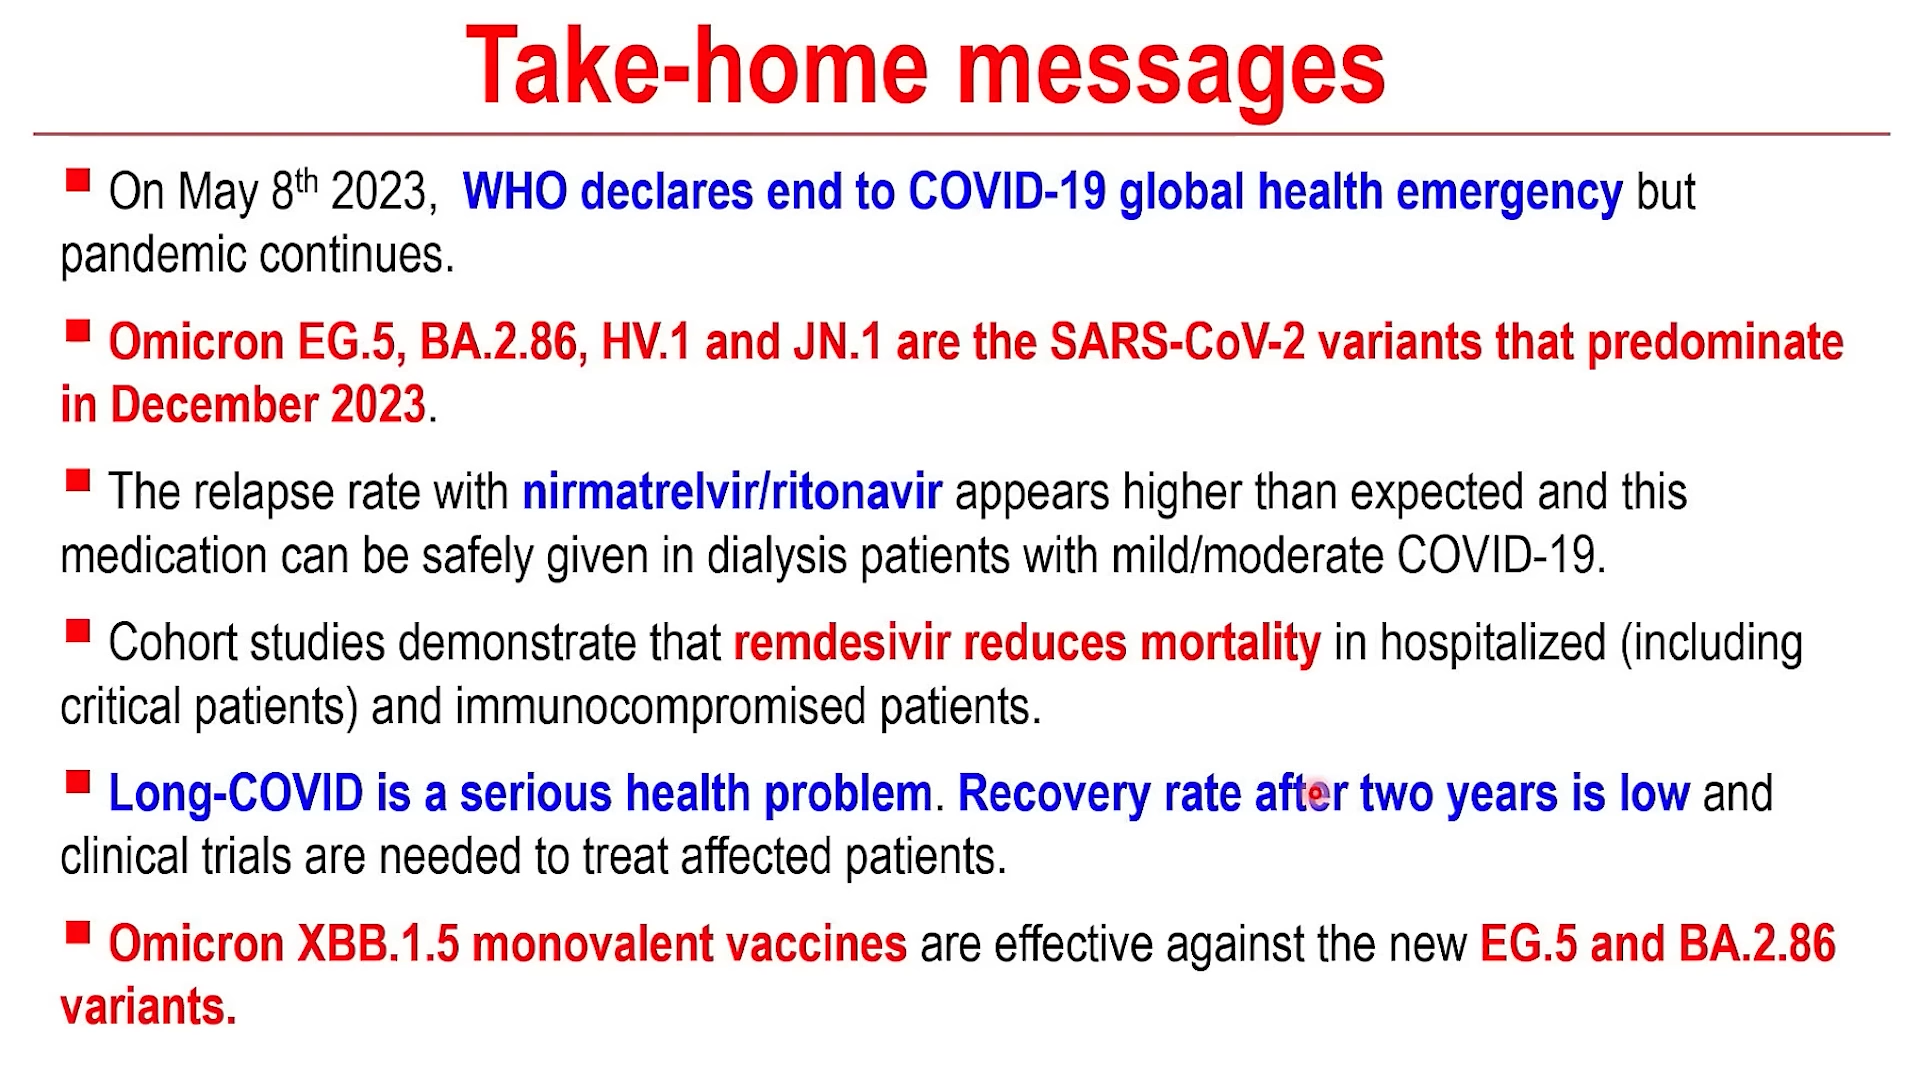 Take-home messages
▪ On May 8th 2023, WHO declares end to COVID-19 global health emergency but
pandemic continues.
▪ Omicron EG.5, BA.2.86, HV.1 and JN.1 are the SARS-CoV-2 variants that predominate
in December 2023.
▪ The relapse rate with nirmatrelvir/ritonavir appears higher than expected and this
medication can be safely given in dialysis patients with mild/moderate COVID-19.
▪ Cohort studies demonstrate that remdesivir reduces mortality in hospitalized (including
critical patients) and immunocompromised patients.
▪ Long-COVID is a serious health problem. Recovery rate after two years is low and
clinical trials are needed to treat affected patients.
▪ Omicron XBB.1.5 monovalent vaccines are effective against the new EG.5 and BA.2.86
variants.